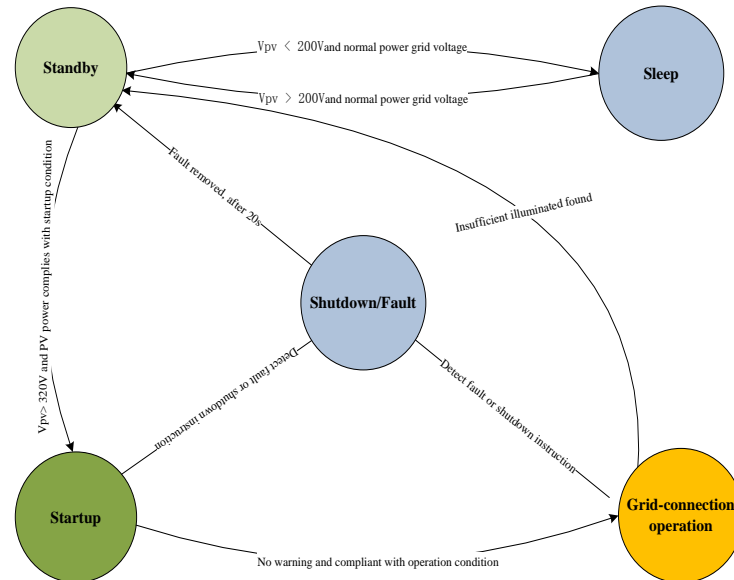 Vpv < 200Vand normal power grid voltage
Standby
Sleep
Vpv > 200Vand normal power grid voltage
Fault removed, after 20s
Vpv> 320V and PV power complies with startup condition
Insufficient illuminated found
Shutdown/Fault
Detect fault or shutdown instruction
Detect fault or shutdown instruction
Startup
Grid-connection
operation
No warning and compliant with operation condition